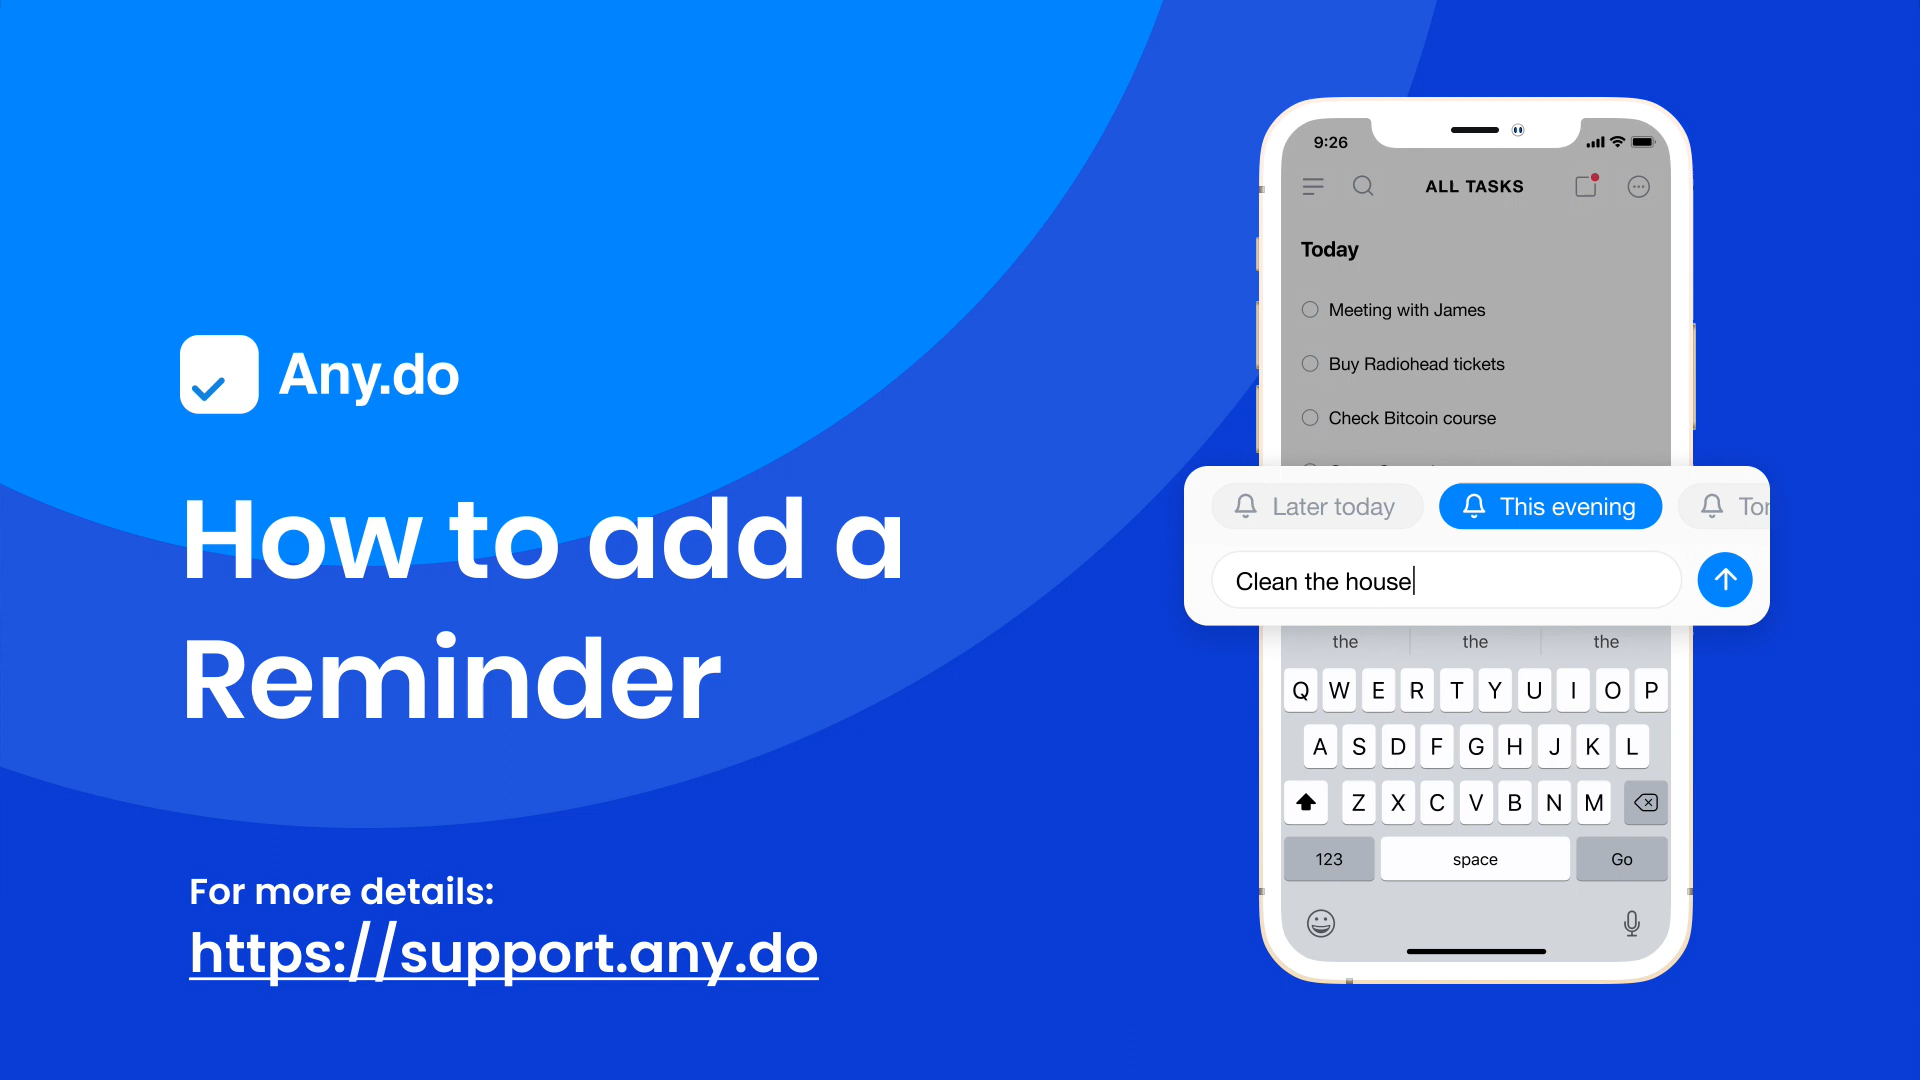 Any.do
How to add a
Reminder
For more details:
https://support.any.do
9:26
ALL TASKS
Today
Meeting with James
Buy Radiohead tickets
Check Bitcoin course
Later today
This evening
Tor
Clean the house
the the the
Q W E R T Y U I O P
A S D F G H J K L
Z X C V B N M
123 space Go